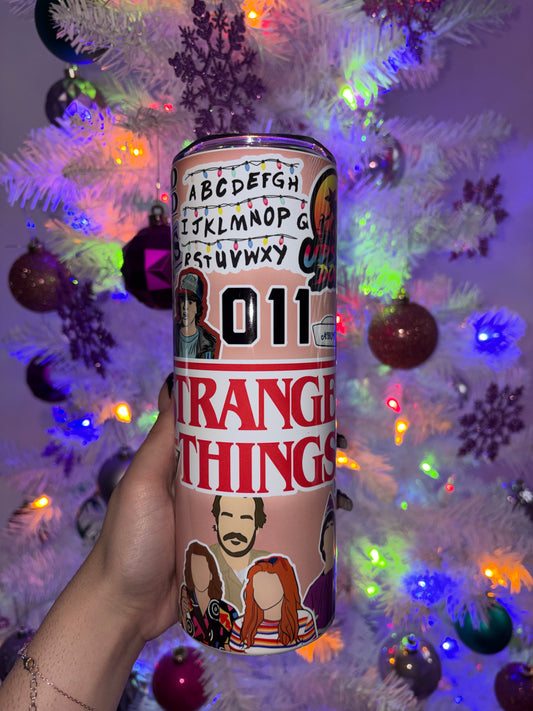 ABCDEFGH
IJKLMNOPQ
RSTUVWXY
011
TRANGE
THINGS